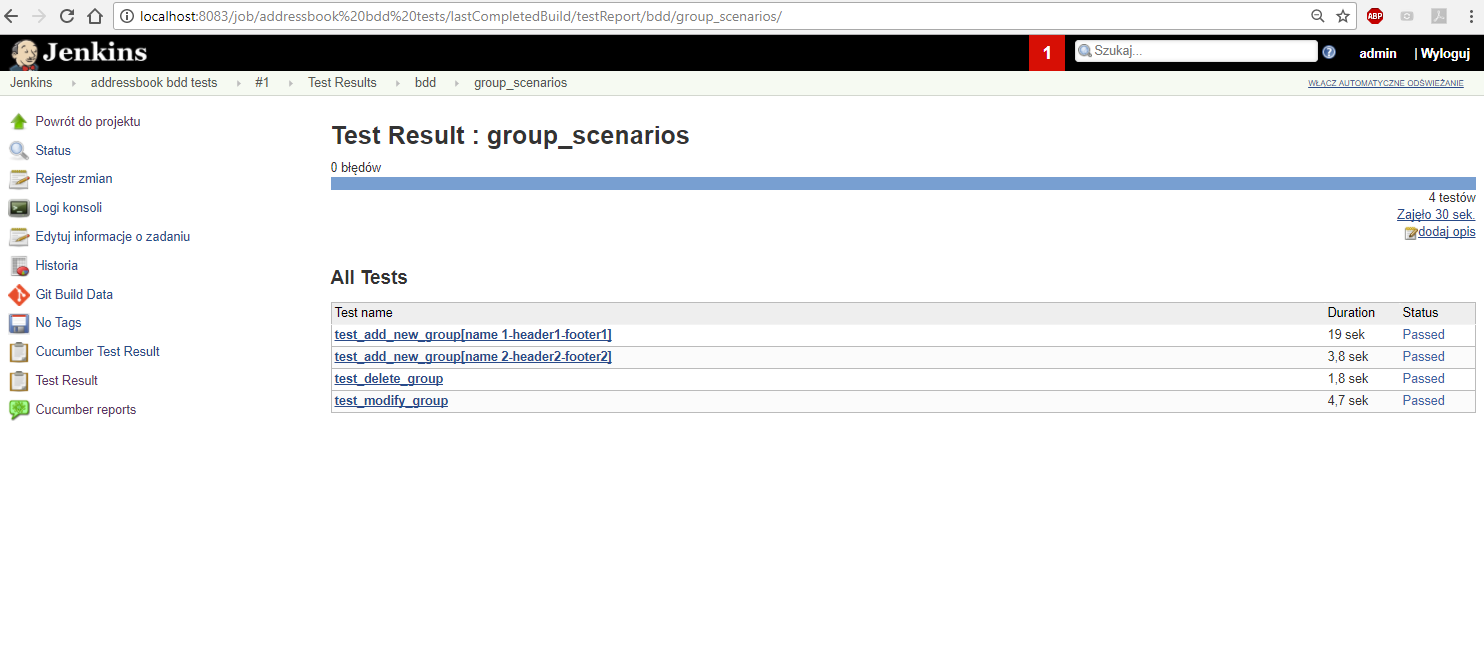 localhost:8083/job/addressbook%20bdd%20tests/lastCompletedBuild/testReport/bdd/group_scenarios/
ABP
Jenkins
1
Szukaj...
?
admin
| Wyloguj
Jenkins
addressbook bdd tests
#1
Test Results
bdd
group_scenarios
WŁĄCZ AUTOMATYCZNE ODŚWIEŻANIE
Powrót do projektu
Status
Rejestr zmian
Logi konsoli
Edytuj informacje o zadaniu
Historia
Git Build Data
No Tags
Cucumber Test Result
Test Result
Cucumber reports
Test Result : group_scenarios
0 błędów
4 testów
Zajęło 30 sek.
dodaj opis
All Tests
Test name Duration Status
test_add_new_group[name 1-header1-footer1] 19 sek Passed
test_add_new_group[name 2-header2-footer2] 3,8 sek Passed
test_delete_group 1,8 sek Passed
test_modify_group 4,7 sek Passed